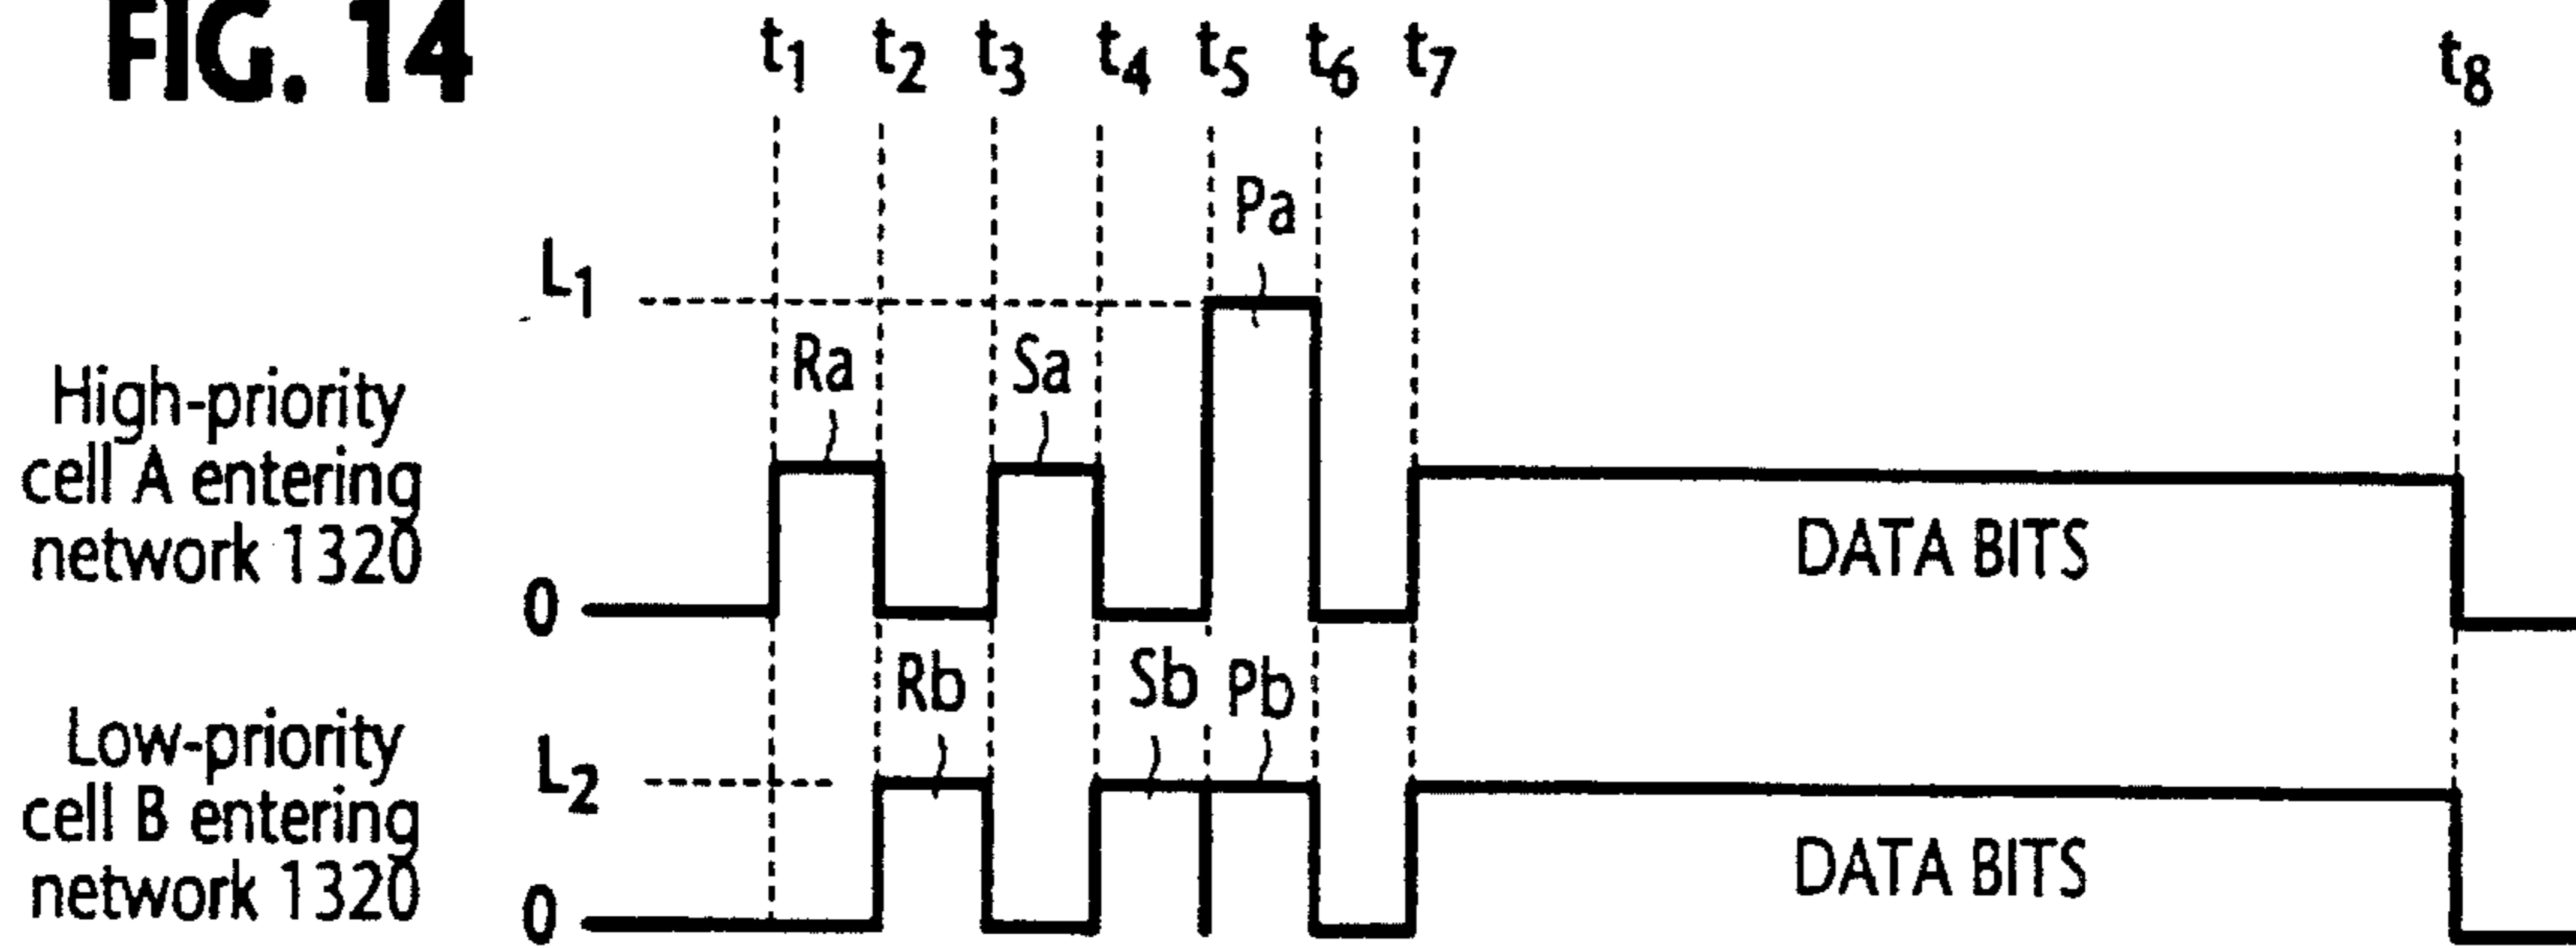 FIG. 14
t1 t2 t3 t4 t5 t6 t7 t8
Pa
L1
Ra Sa
High-priority
cell A entering
network 1320
0
DATA BITS
Rb Sb Pb
Low-priority
cell B entering
network 1320
L2
0
DATA BITS